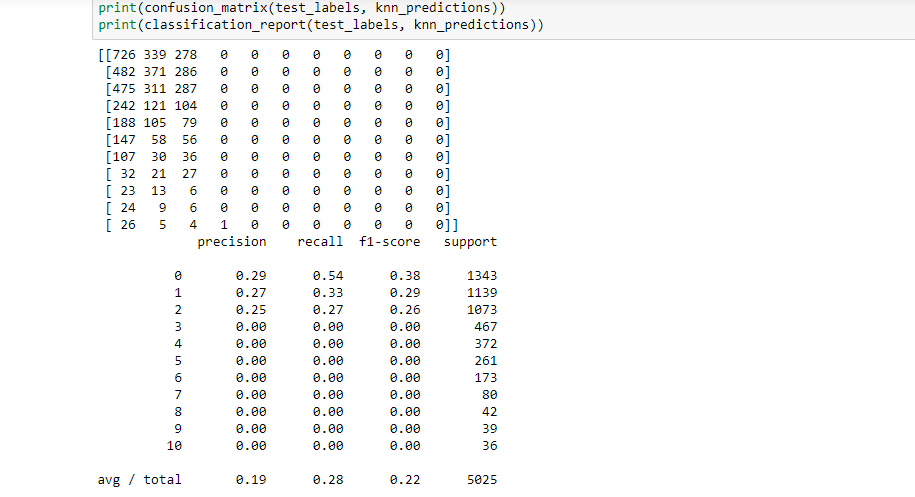 print(confusion_matrix(test_labels, knn_predictions))
print(classification_report(test_labels, knn_predictions))
[[726 339 278   0   0   0   0   0   0   0   0]
 [482 371 286   0   0   0   0   0   0   0   0]
 [475 311 287   0   0   0   0   0   0   0   0]
 [242 121 104   0   0   0   0   0   0   0   0]
 [188 105  79   0   0   0   0   0   0   0   0]
 [147  58  56   0   0   0   0   0   0   0   0]
 [107  30  36   0   0   0   0   0   0   0   0]
 [ 32  21  27   0   0   0   0   0   0   0   0]
 [ 23  13   6   0   0   0   0   0   0   0   0]
 [ 24   9   6   0   0   0   0   0   0   0   0]
 [ 26   5   4   1   0   0   0   0   0   0   0]]
             precision    recall  f1-score   support
          0       0.29      0.54      0.38      1343
          1       0.27      0.33      0.29      1139
          2       0.25      0.27      0.26      1073
          3       0.00      0.00      0.00       467
          4       0.00      0.00      0.00       372
          5       0.00      0.00      0.00       261
          6       0.00      0.00      0.00       173
          7       0.00      0.00      0.00        80
          8       0.00      0.00      0.00        42
          9       0.00      0.00      0.00        39
         10       0.00      0.00      0.00        36
avg / total       0.19      0.28      0.22      5025